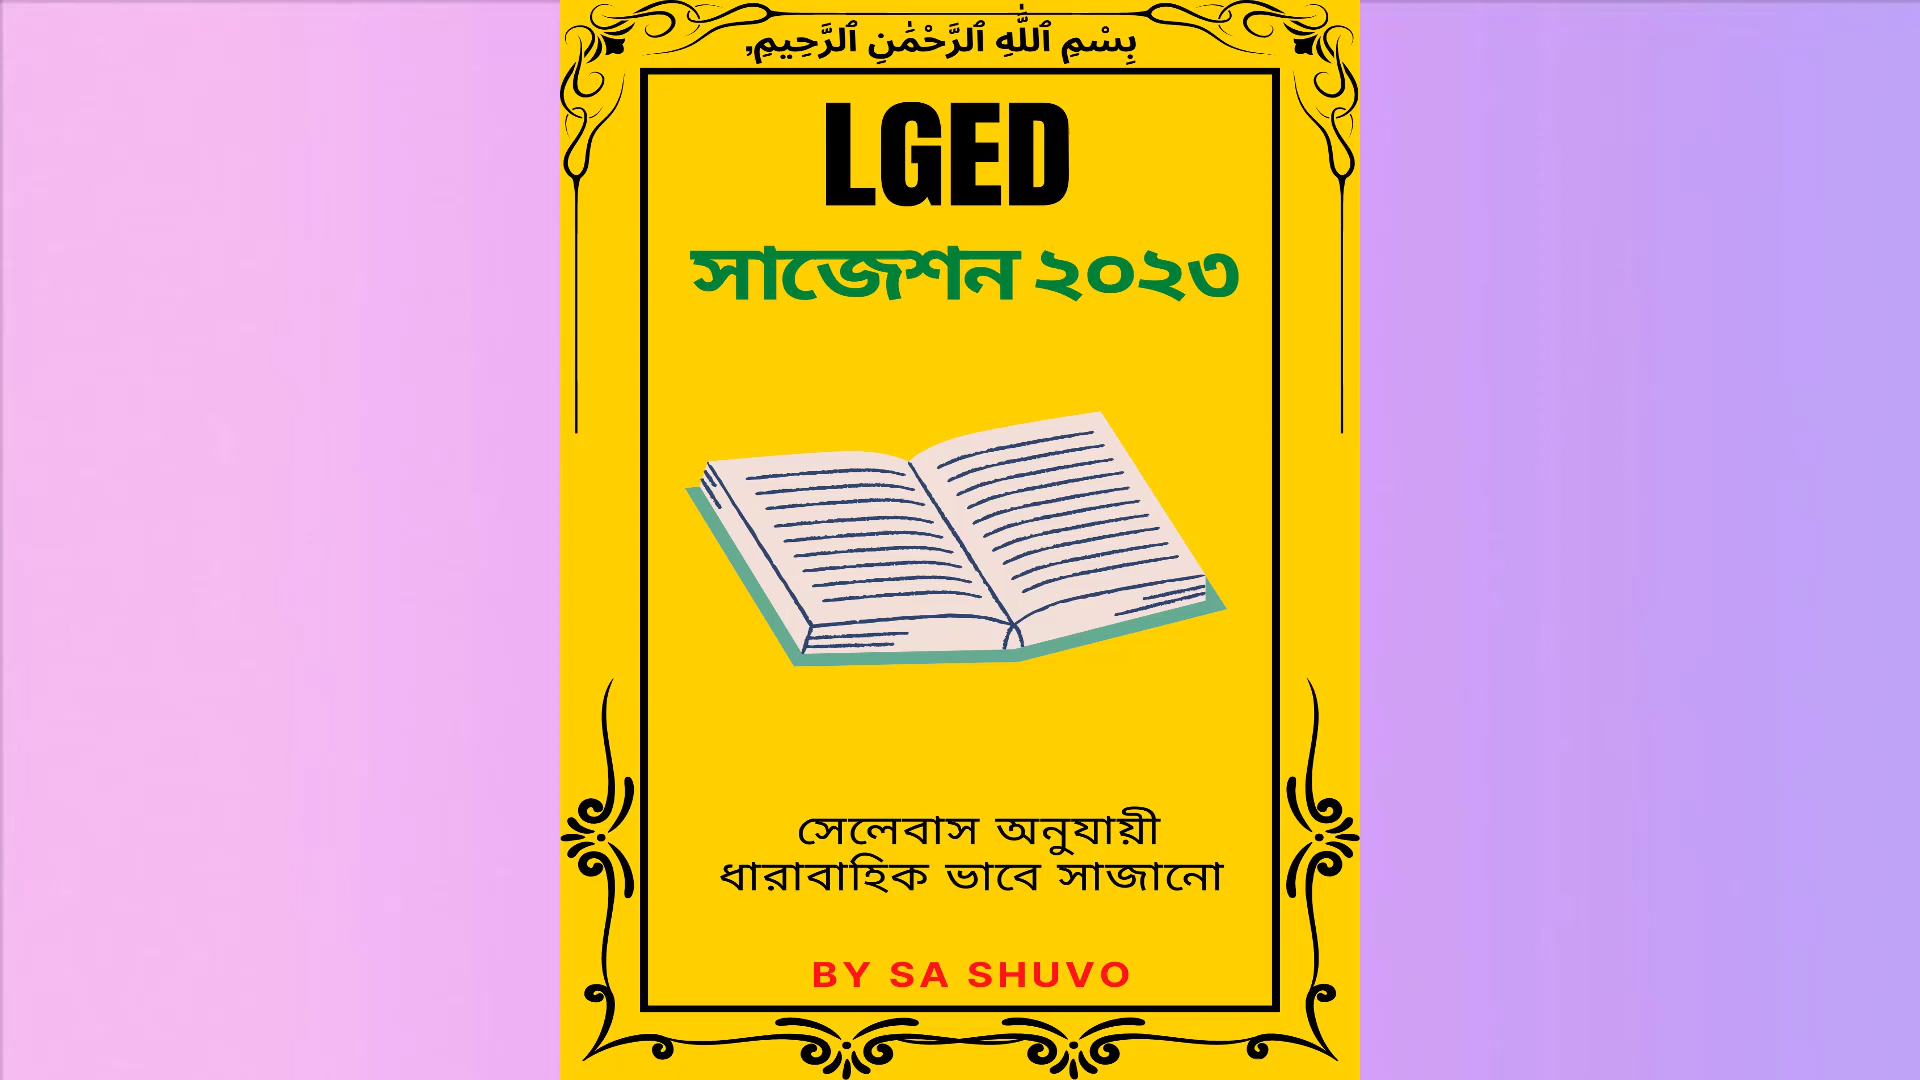 بِسْمِ ٱللَّٰهِ ٱلرَّحْمَٰنِ ٱلرَّحِيمِ,
LGED
সাজেশন ২০২৩
সেলেবাস অনুযায়ী
ধারাবাহিক ভাবে সাজানো
BY SA SHUVO